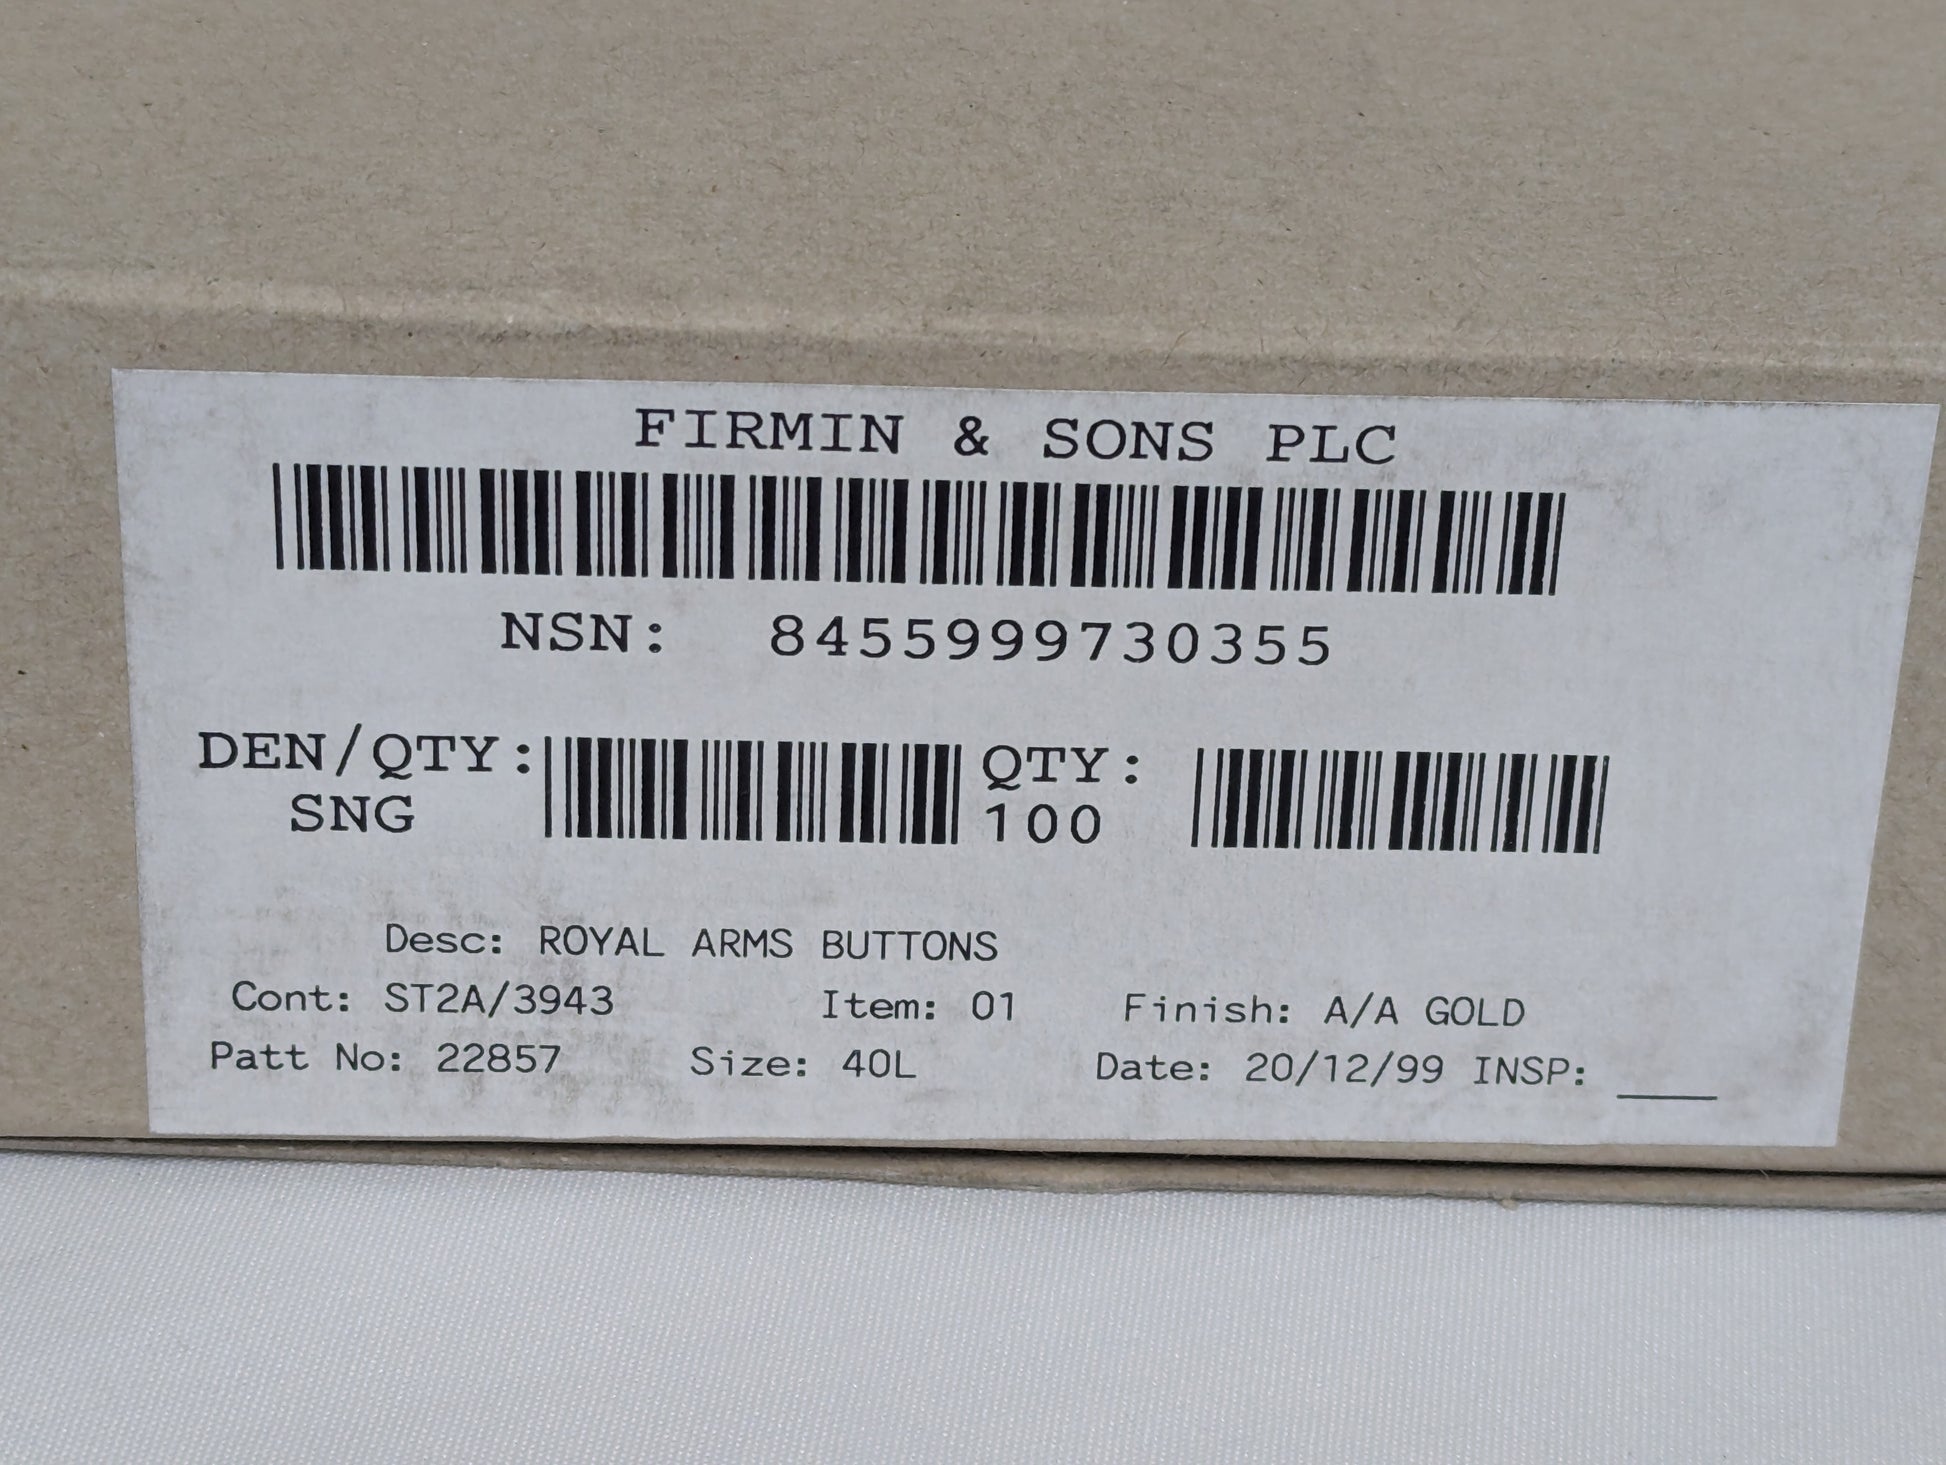 FIRMIN & SONS PLC
NSN: 8455999730355
DEN/QTY: QTY:
SNG 100
Desc: ROYAL ARMS BUTTONS
Cont: ST2A/3943 Item: 01 Finish: A/A GOLD
Patt No: 22857 Size: 40L Date: 20/12/99 INSP: ____